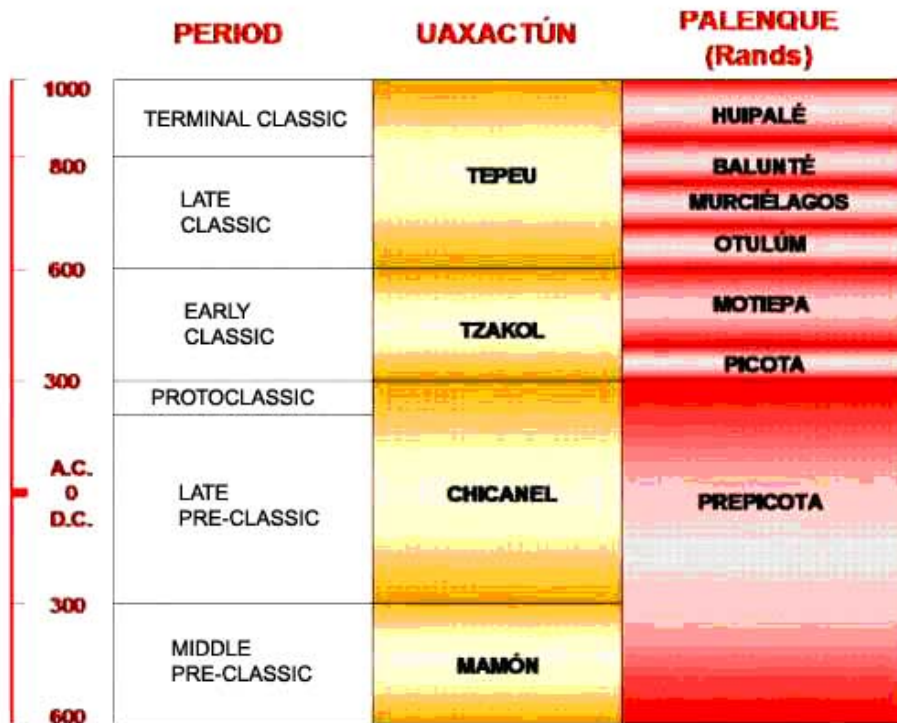 PERIOD
UAXACTÚN
PALENQUE
(Rands)
1000
TERMINAL CLASSIC
HUIPALÉ
800
TEPEU
BALUNTÉ
LATE
CLASSIC
MURCIÉLAGOS
OTULÚM
600
EARLY
CLASSIC
TZAKOL
MOTIEPA
PICOTA
300
PROTOCLASSIC
A.C.
0
D.C.
LATE
PRE-CLASSIC
CHICANEL
PREPICOTA
300
MIDDLE
PRE-CLASSIC
MAMÓN
600